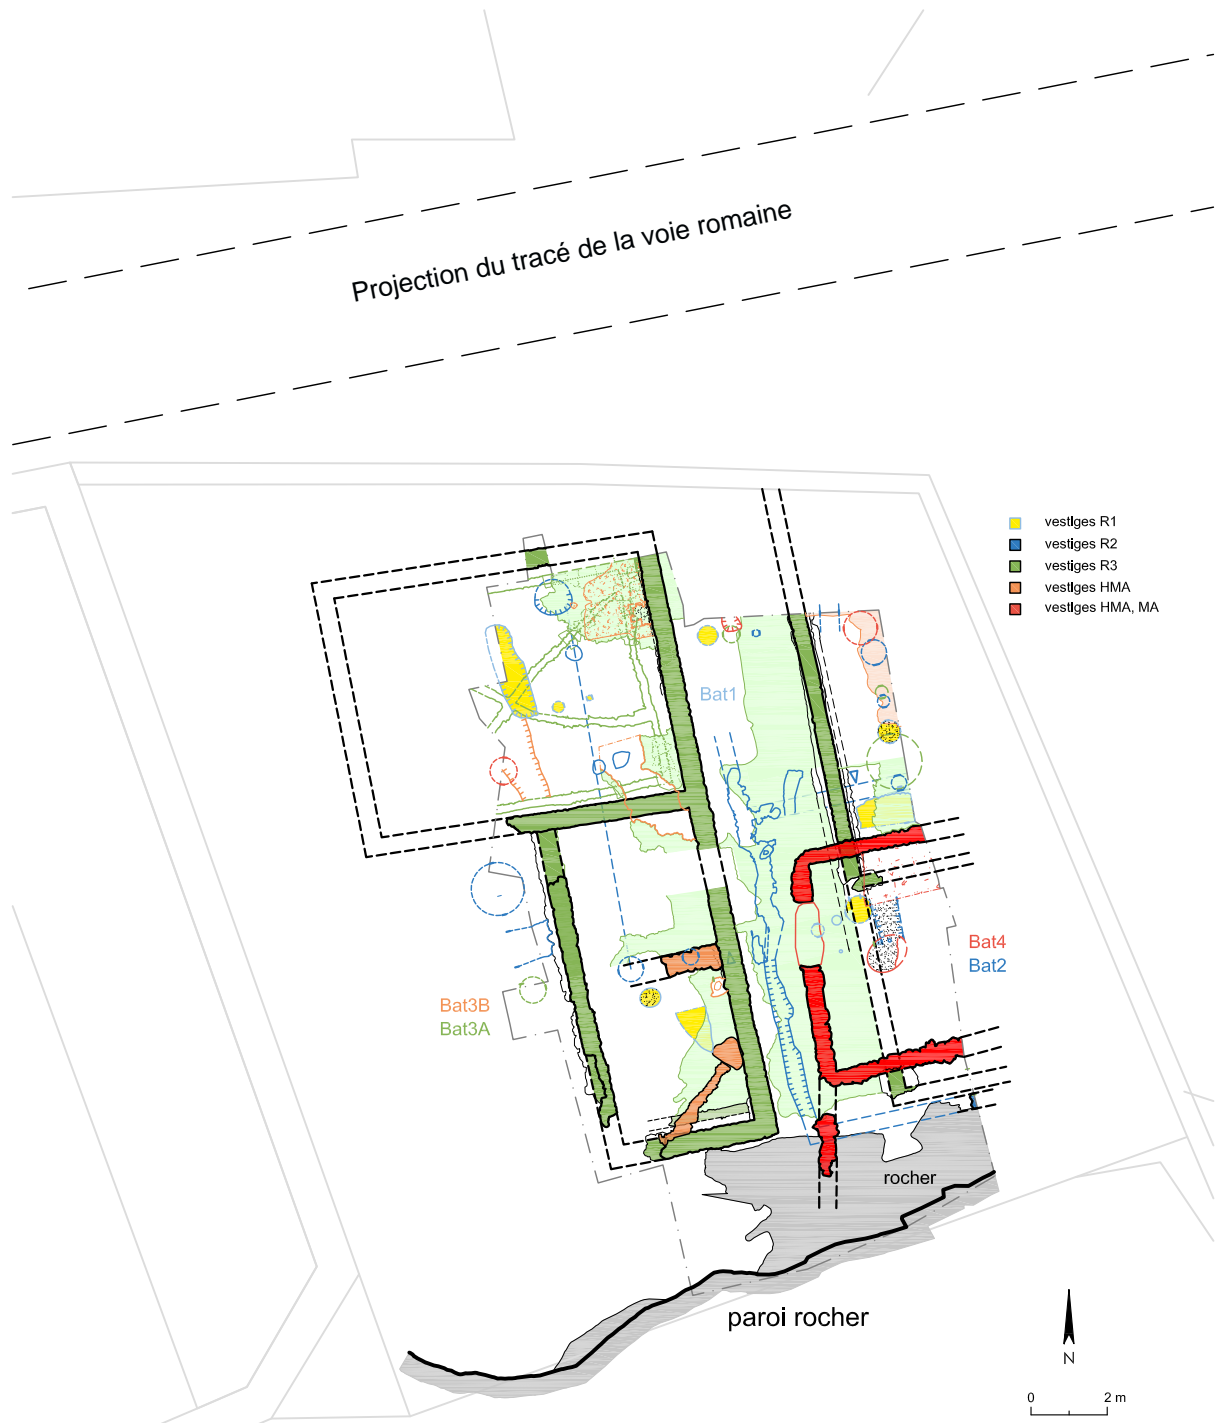 Projection du tracé de la voie romaine
vestiges R1
vestiges R2
vestiges R3
vestiges HMA
vestiges HMA, MA
Bat1
Bat4
Bat2
Bat3B
Bat3A
rocher
paroi rocher
N
0 2 m